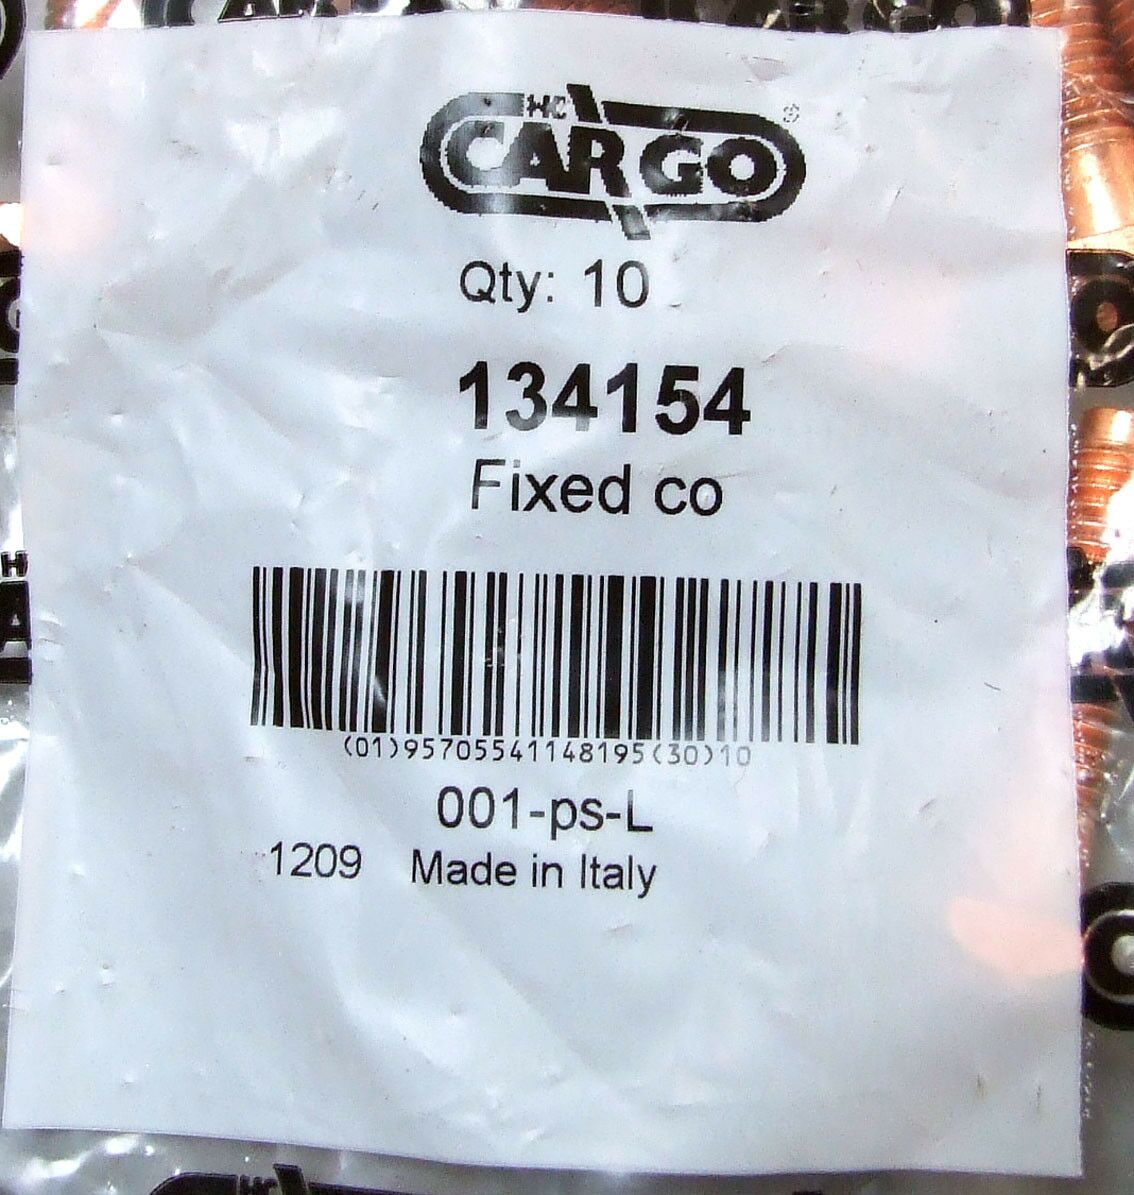 HC
CARGO®
Qty: 10
134154
Fixed co
(01)95705541148195(30)10
001-ps-L
1209 Made in Italy